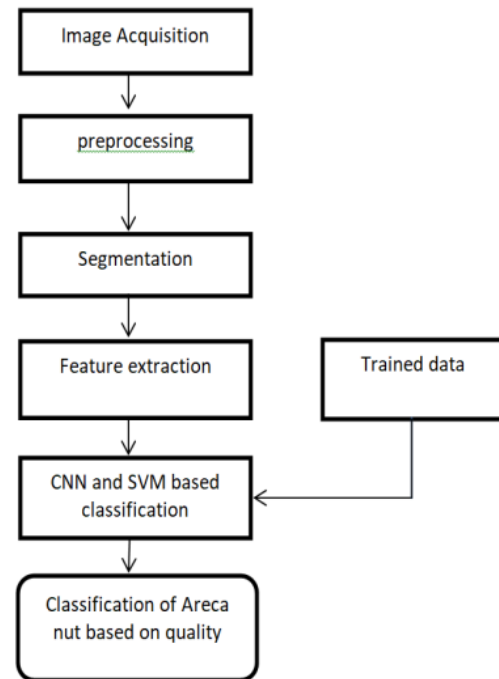 Image Acquisition
preprocessing
Segmentation
Feature extraction
Trained data
CNN and SVM based
classification
Classification of Areca
nut based on quality